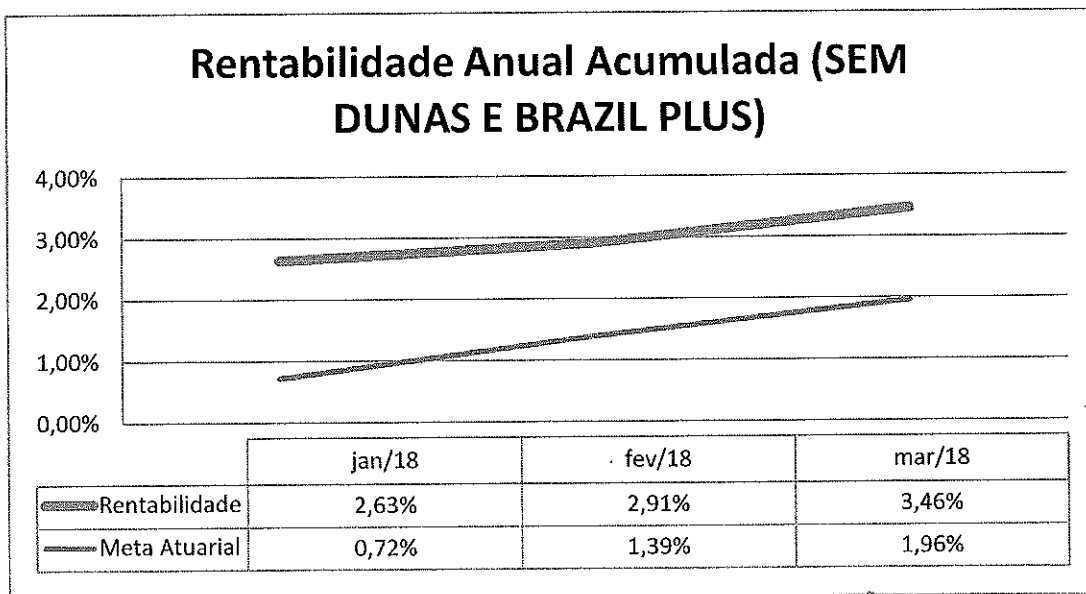 Rentabilidade Anual Acumulada (SEM
DUNAS E BRAZIL PLUS)
4,00%
3,00%
2,00%
1,00%
0,00%
jan/18 fev/18 mar/18
Rentabilidade 2,63% 2,91% 3,46%
Meta Atuarial 0,72% 1,39% 1,96%